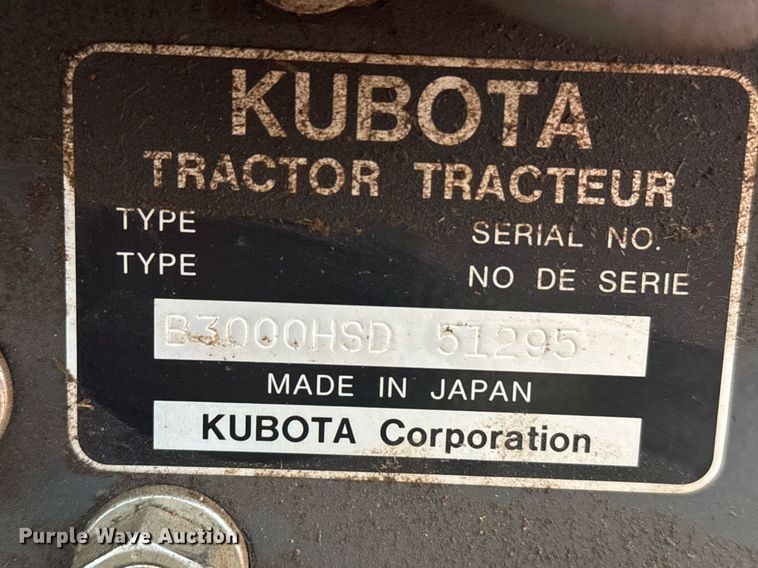 KUBOTA
TRACTOR TRACTEUR
TYPE SERIAL NO.
TYPE NO DE SERIE
B3000HSD 51295
MADE IN JAPAN
KUBOTA Corporation
Purple Wave Auction